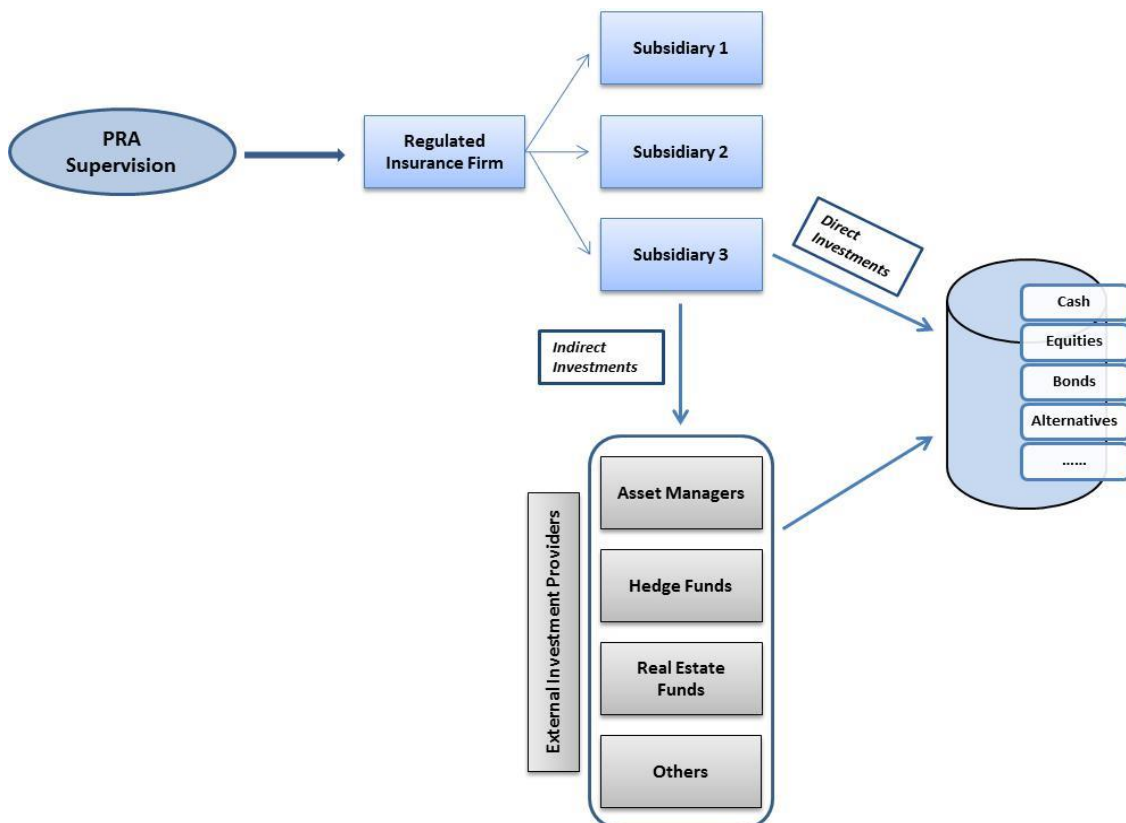 Subsidiary 1
PRA
Supervision
Regulated
Insurance Firm
Subsidiary 2
Subsidiary 3
Direct
Investments
Cash
Equities
Bonds
Alternatives
......
Indirect
Investments
External Investment Providers
Asset Managers
Hedge Funds
Real Estate
Funds
Others